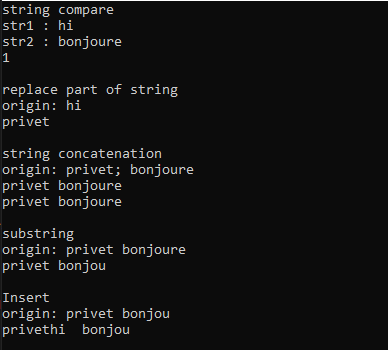 string compare
str1 : hi
str2 : bonjoure
1
replace part of string
origin: hi
privet
string concatenation
origin: privet; bonjoure
privet bonjoure
privet bonjoure
substring
origin: privet bonjoure
privet bonjou
Insert
origin: privet bonjou
privethi  bonjou